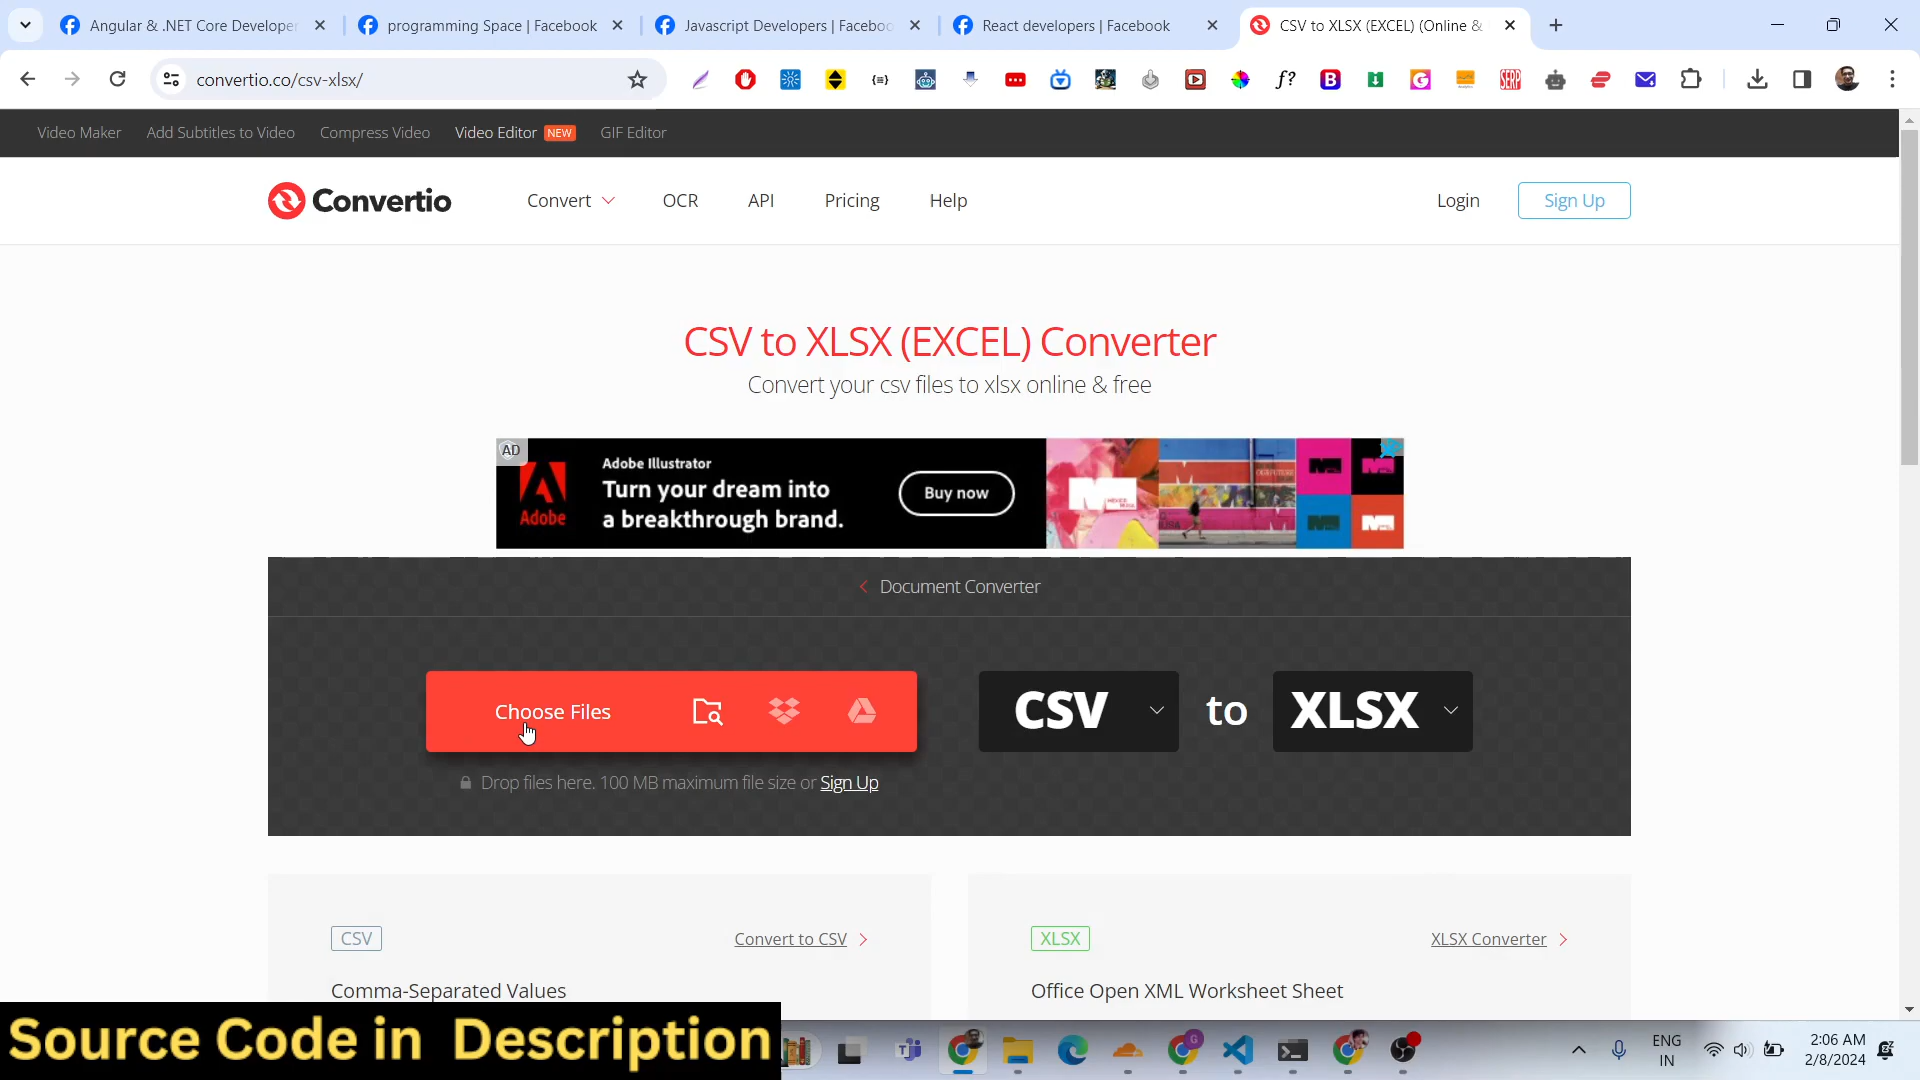 Angular & .NET Core Developer
programming Space | Facebook
Javascript Developers | Faceboo
React developers | Facebook
CSV to XLSX (EXCEL) (Online &
convertio.co/csv-xlsx/
Video Maker
Add Subtitles to Video
Compress Video
Video Editor NEW
GIF Editor
Convertio
Convert
OCR
API
Pricing
Help
Login
Sign Up
CSV to XLSX (EXCEL) Converter
Convert your csv files to xlsx online & free
AD
Adobe
Adobe Illustrator
Turn your dream into
a breakthrough brand.
Buy now
Document Converter
Choose Files
CSV
to
XLSX
Drop files here. 100 MB maximum file size or Sign Up
CSV
Convert to CSV
Comma-Separated Values
XLSX
XLSX Converter
Office Open XML Worksheet Sheet
Source Code in Description
ENG
IN
2:06 AM
2/8/2024